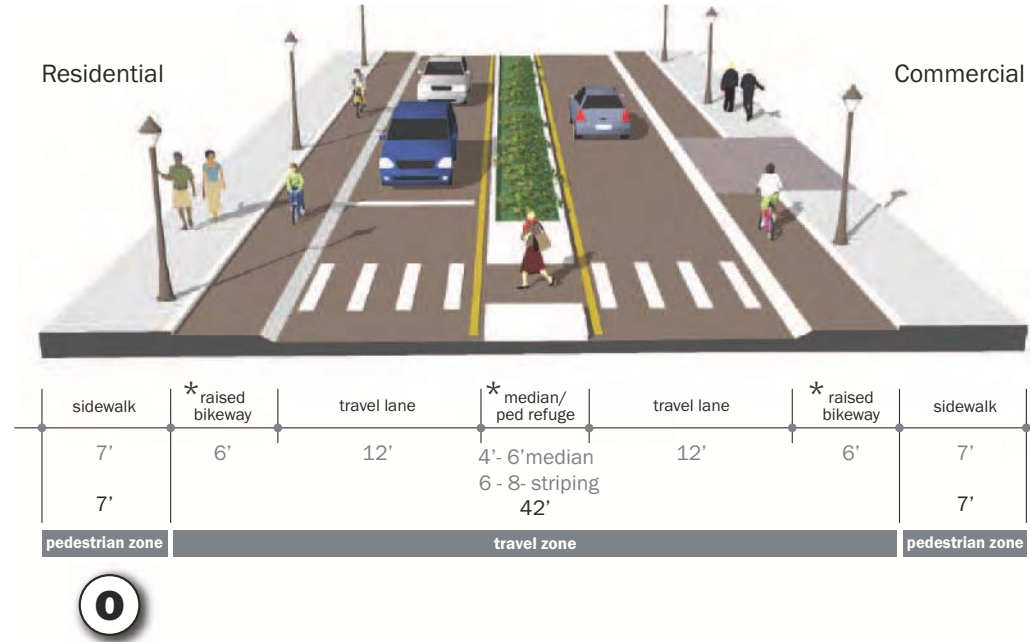 Residential
Commercial
sidewalk
*raised
bikeway
travel lane
*median/
ped refuge
travel lane
*raised
bikeway
sidewalk
7’
6’
12’
4’- 6’median
6 - 8- striping
12’
6’
7’
7’
42’
7’
pedestrian zone
travel zone
pedestrian zone
O